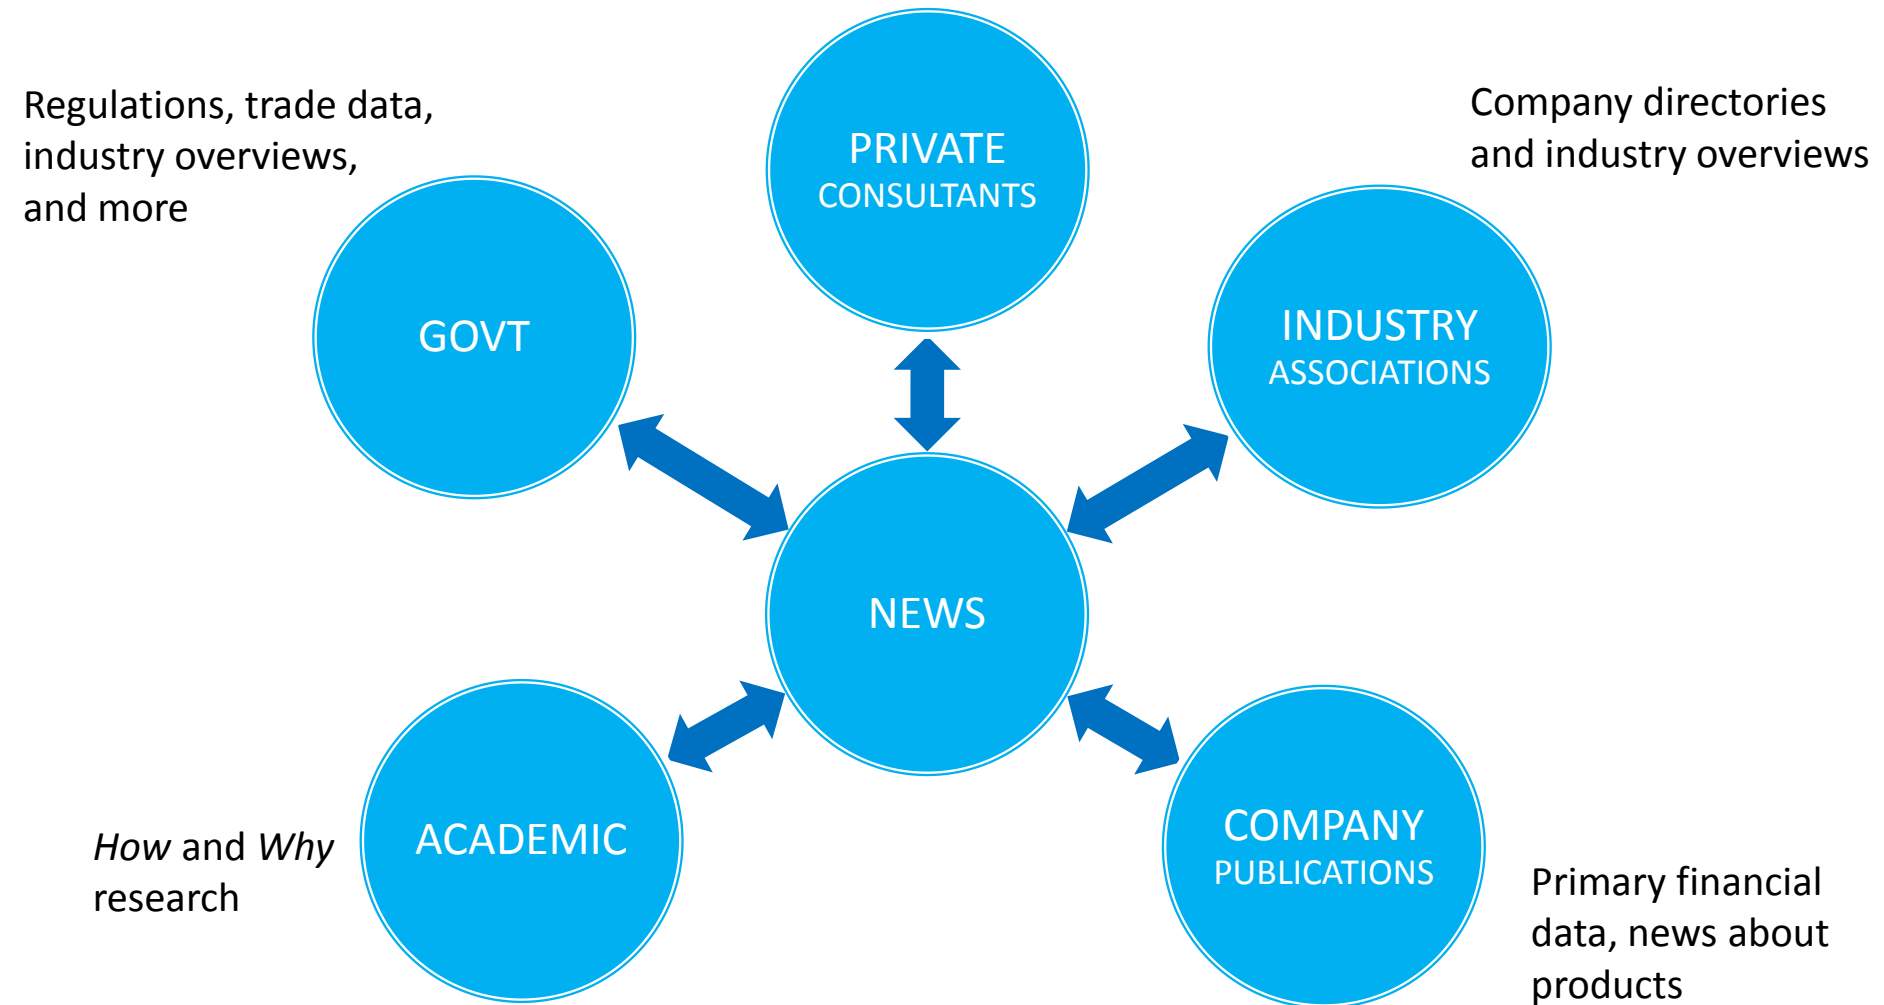 Regulations, trade data,
industry overviews,
and more
PRIVATE
CONSULTANTS
Company directories
and industry overviews
GOVT
INDUSTRY
ASSOCIATIONS
NEWS
How and Why
research
ACADEMIC
COMPANY
PUBLICATIONS
Primary financial
data, news about
products